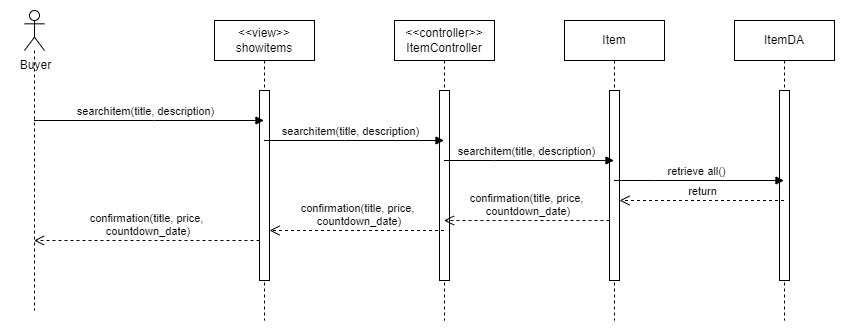 <<view>>
showitems
<<controller>>
ItemController
Item
ItemDA
Buyer
searchitem(title, description)
searchitem(title, description)
searchitem(title, description)
retrieve all()
return
confirmation(title, price,
countdown_date)
confirmation(title, price,
countdown_date)
confirmation(title, price,
countdown_date)